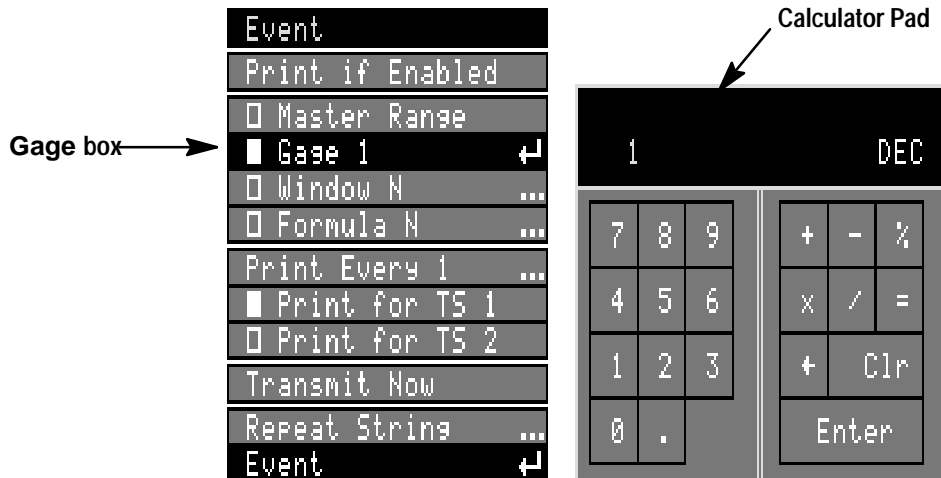 Calculator Pad
Gage box
Event
Print if Enabled
Master Range
Gage 1
Window N ...
Formula N ...
Print Every 1 ...
Print for TS 1
Print for TS 2
Transmit Now
Repeat String ...
Event
1 DEC
7 8 9 + - %
4 5 6 x / =
1 2 3 ← Clr
0 . Enter